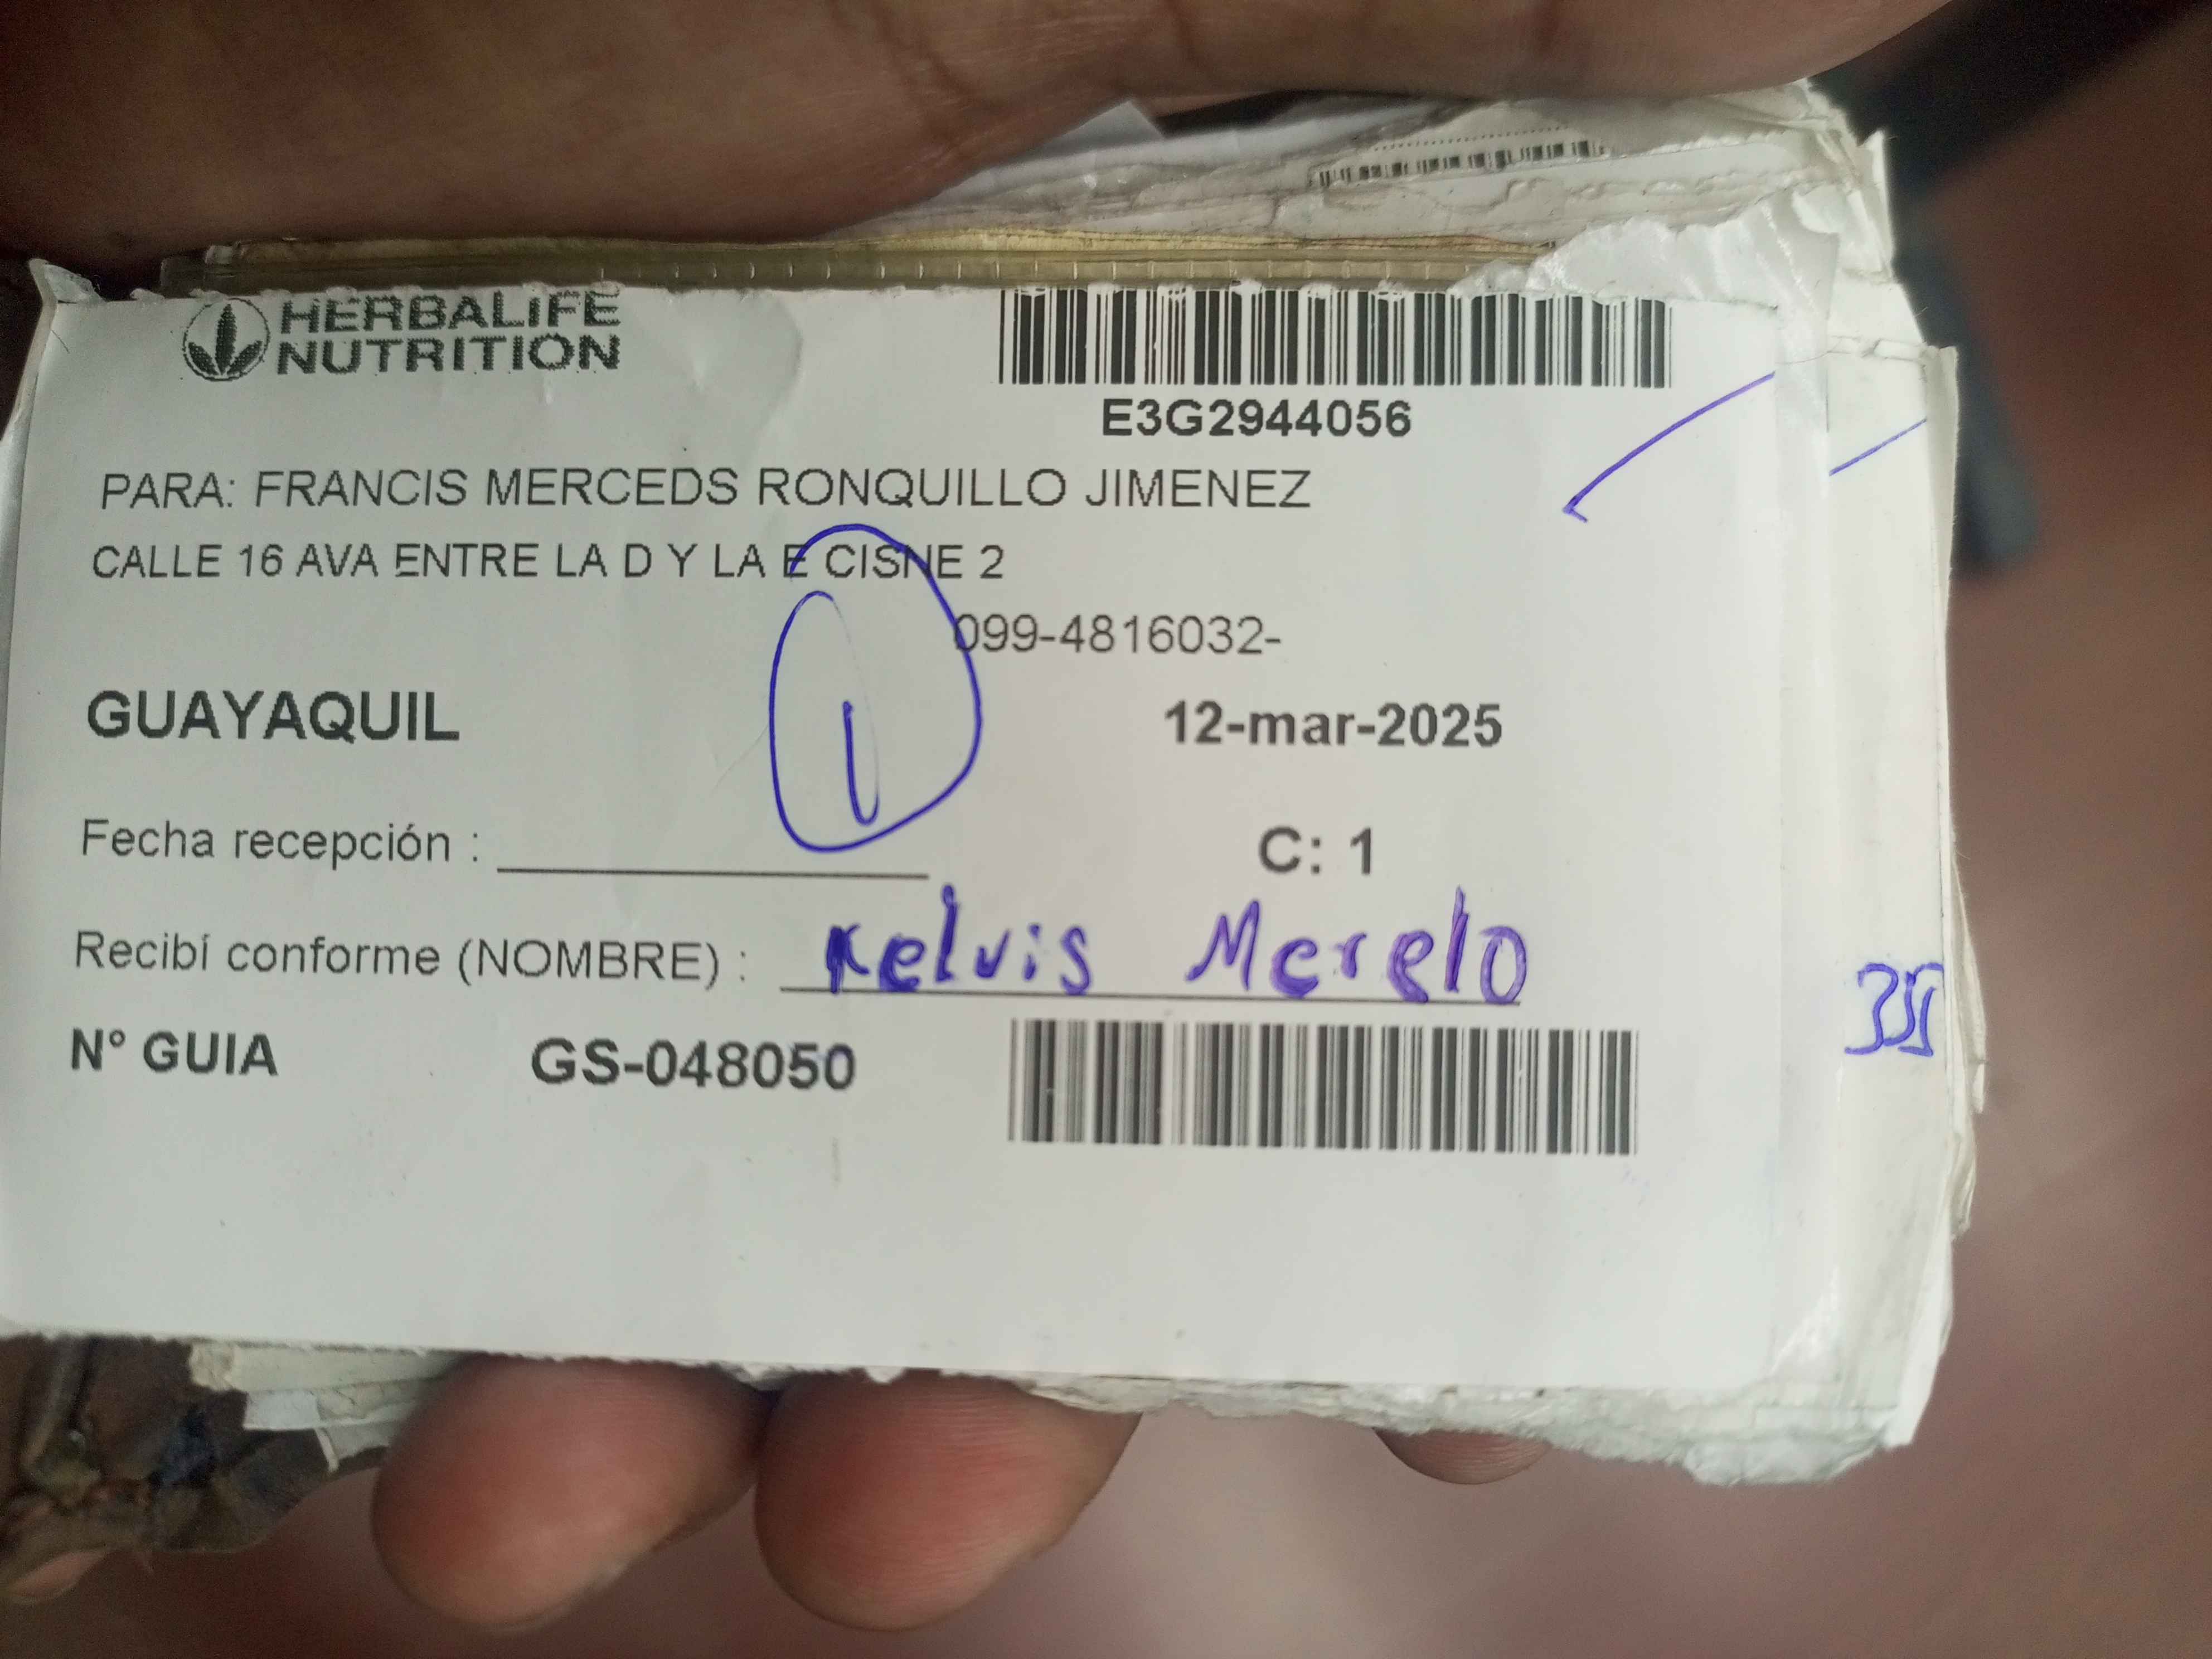 HERBALIFE
NUTRITION
E3G2944056
PARA: FRANCIS MERCEDS RONQUILLO JIMENEZ
CALLE 16 AVA ENTRE LA D Y LA E CISNE 2
099-4816032-
GUAYAQUIL
12-mar-2025
1
Fecha recepción :
C: 1
Recibí conforme (NOMBRE) : Kelvis Merelo
Nº GUIA GS-048050